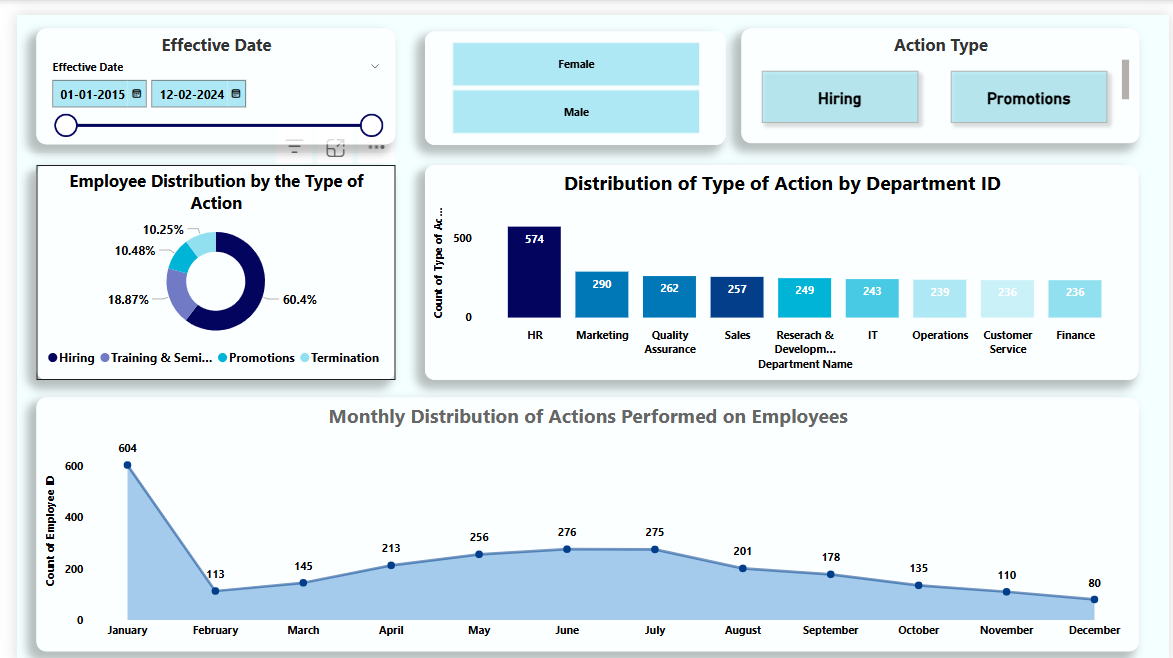 Effective Date
Effective Date
01-01-2015
12-02-2024
Female
Male
Action Type
Hiring
Promotions
Employee Distribution by the Type of
Action
10.25%
10.48%
18.87%
60.4%
Hiring
Training & Semi...
Promotions
Termination
Distribution of Type of Action by Department ID
Count of Type of Ac...
500
0
574
290
262
257
249
243
239
236
236
HR
Marketing
Quality
Assurance
Sales
Reserach &
Developm...
IT
Operations
Customer
Service
Finance
Department Name
Monthly Distribution of Actions Performed on Employees
Count of Employee ID
600
400
200
0
604
113
145
213
256
276
275
201
178
135
110
80
January
February
March
April
May
June
July
August
September
October
November
December